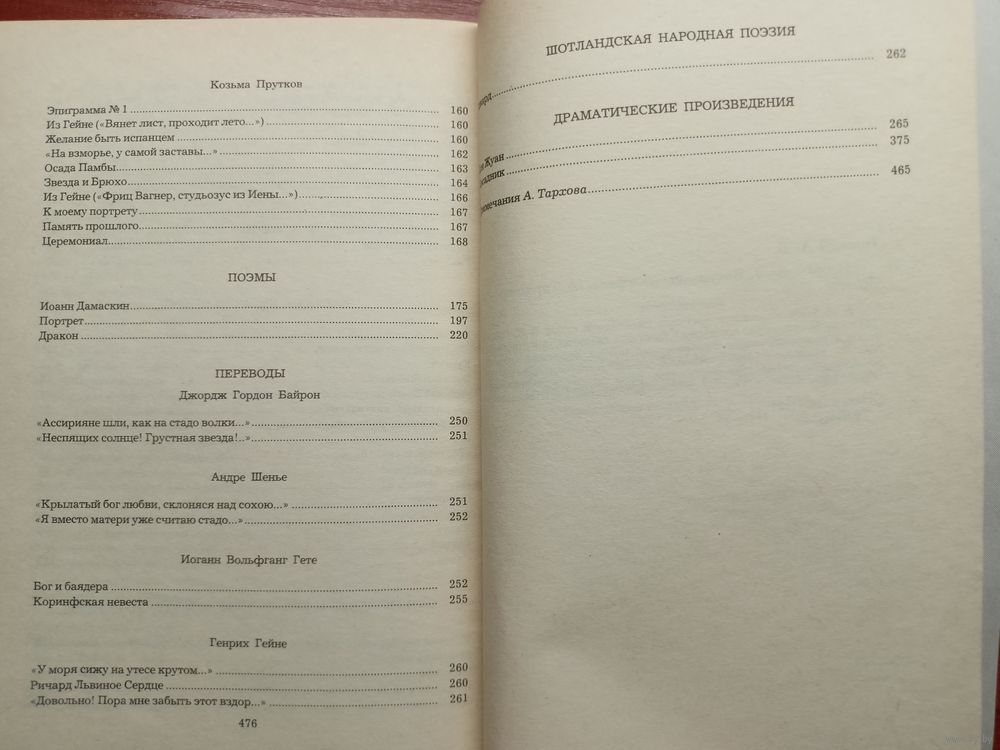 Козьма Прутков
Эпиграмма № 1 160
Из Гейне («Вянет лист, проходит лето...») 160
Желание быть испанцем 160
«На взморье, у самой заставы...» 162
Осада Памбы 163
Звезда и Брюхо 164
Из Гейне («Фриц Вагнер, студьозус из Иены...») 166
К моему портрету 167
Память прошлого 167
Церемониал 168
ПОЭМЫ
Иоанн Дамаскин 175
Портрет 197
Дракон 220
ПЕРЕВОДЫ
Джордж Гордон Байрон
«Ассирияне шли, как на стадо волки...» 250
«Неспящих солнце! Грустная звезда!..» 251
Андре Шенье
«Крылатый бог любви, склоняся над сохою...» 251
«Я вместо матери уже считаю стадо...» 252
Иоганн Вольфганг Гете
Бог и баядера 252
Коринфская невеста 255
Генрих Гейне
«У моря сижу на утесе крутом...» 260
Ричард Львиное Сердце 260
«Довольно! Пора мне забыть этот вздор...» 261
476
ШОТЛАНДСКАЯ НАРОДНАЯ ПОЭЗИЯ
262
ДРАМАТИЧЕСКИЕ ПРОИЗВЕДЕНИЯ
Жуан 265
375
А. Тархова 465